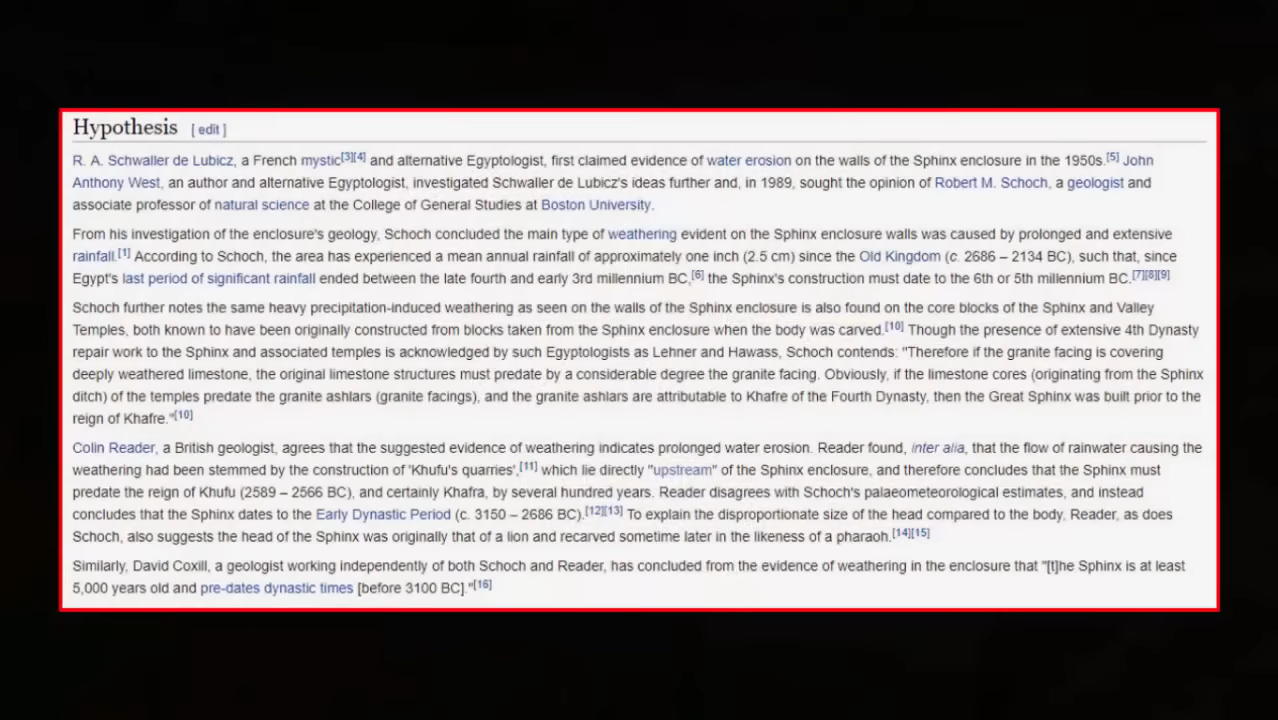 Hypothesis [ edit ]
R. A. Schwaller de Lubicz, a French mystic[3][4] and alternative Egyptologist, first claimed evidence of water erosion on the walls of the Sphinx enclosure in the 1950s.[5] John
Anthony West, an author and alternative Egyptologist, investigated Schwaller de Lubicz's ideas further and, in 1989, sought the opinion of Robert M. Schoch, a geologist and
associate professor of natural science at the College of General Studies at Boston University.
From his investigation of the enclosure's geology, Schoch concluded the main type of weathering evident on the Sphinx enclosure walls was caused by prolonged and extensive
rainfall.[1] According to Schoch, the area has experienced a mean annual rainfall of approximately one inch (2.5 cm) since the Old Kingdom (c. 2686 – 2134 BC), such that, since
Egypt's last period of significant rainfall ended between the late fourth and early 3rd millennium BC,[6] the Sphinx's construction must date to the 6th or 5th millennium BC.[7][8][9]
Schoch further notes the same heavy precipitation-induced weathering as seen on the walls of the Sphinx enclosure is also found on the core blocks of the Sphinx and Valley
Temples, both known to have been originally constructed from blocks taken from the Sphinx enclosure when the body was carved.[10] Though the presence of extensive 4th Dynasty
repair work to the Sphinx and associated temples is acknowledged by such Egyptologists as Lehner and Hawass, Schoch contends: "Therefore if the granite facing is covering
deeply weathered limestone, the original limestone structures must predate by a considerable degree the granite facing. Obviously, if the limestone cores (originating from the Sphinx
ditch) of the temples predate the granite ashlars (granite facings), and the granite ashlars are attributable to Khafre of the Fourth Dynasty, then the Great Sphinx was built prior to the
reign of Khafre."[10]
Colin Reader, a British geologist, agrees that the suggested evidence of weathering indicates prolonged water erosion. Reader found, inter alia, that the flow of rainwater causing the
weathering had been stemmed by the construction of 'Khufu's quarries',[11] which lie directly "upstream" of the Sphinx enclosure, and therefore concludes that the Sphinx must
predate the reign of Khufu (2589 – 2566 BC), and certainly Khafra, by several hundred years. Reader disagrees with Schoch's palaeometeorological estimates, and instead
concludes that the Sphinx dates to the Early Dynastic Period (c. 3150 – 2686 BC).[12][13] To explain the disproportionate size of the head compared to the body, Reader, as does
Schoch, also suggests the head of the Sphinx was originally that of a lion and recarved sometime later in the likeness of a pharaoh.[14][15]
Similarly, David Coxill, a geologist working independently of both Schoch and Reader, has concluded from the evidence of weathering in the enclosure that "[t]he Sphinx is at least
5,000 years old and pre-dates dynastic times [before 3100 BC]."[16]